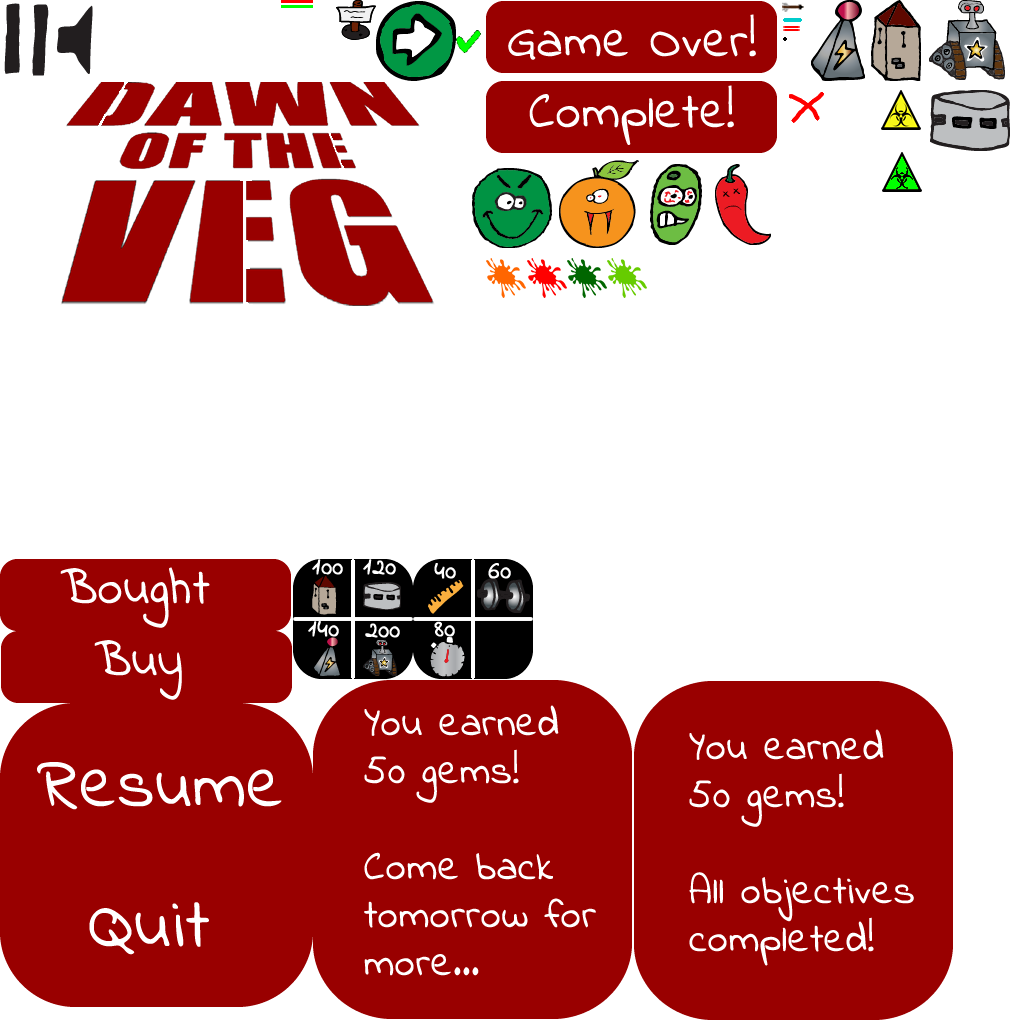 Game Over!
Complete!
DAWN
OF THE
VEG
Bought
Buy
100 120
140 200
40 60
80
Resume
Quit
You earned
50 gems!
Come back
tomorrow for
more...
You earned
50 gems!
All objectives
completed!